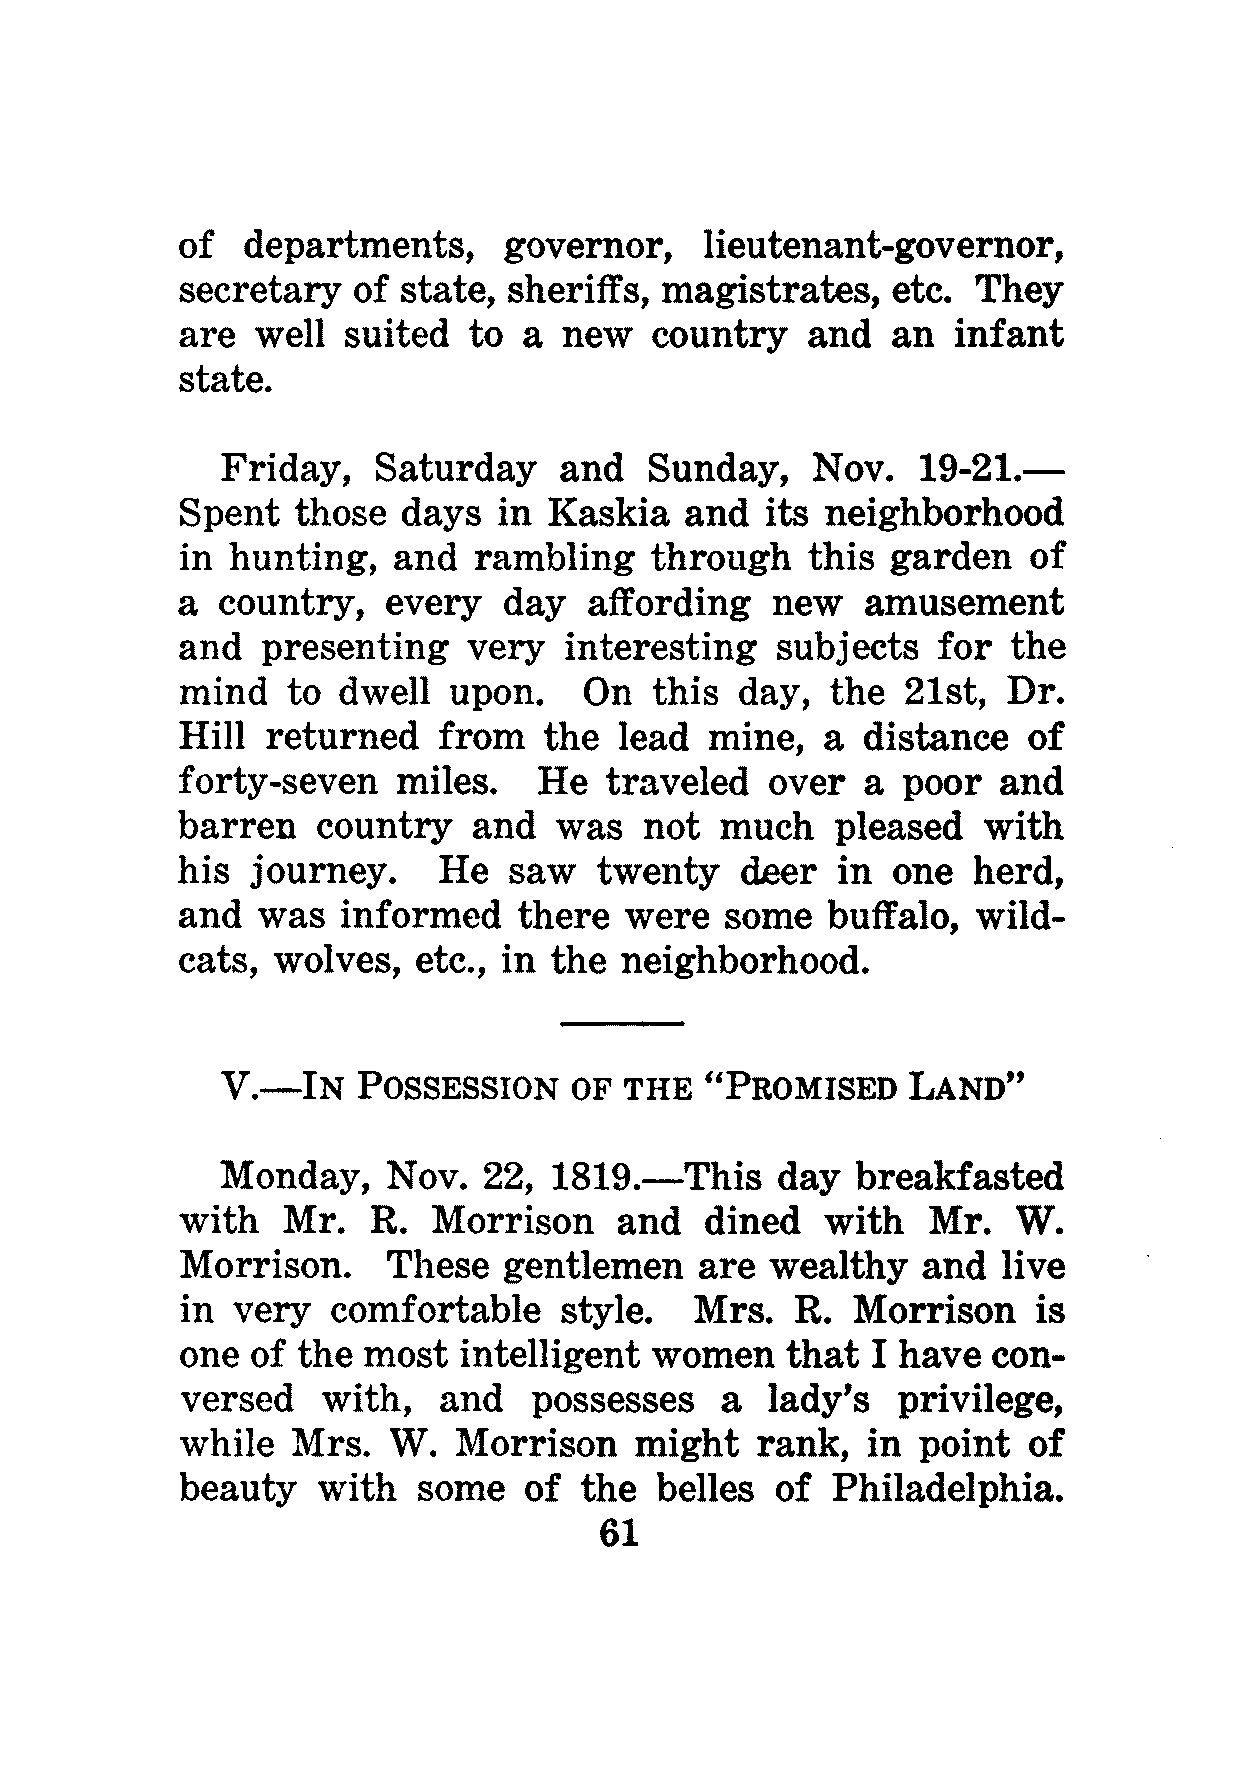 of departments, governor, lieutenant-governor,
secretary of state, sheriffs, magistrates, etc. They
are well suited to a new country and an infant
state.
Friday, Saturday and Sunday, Nov. 19-21.—
Spent those days in Kaskia and its neighborhood
in hunting, and rambling through this garden of
a country, every day affording new amusement
and presenting very interesting subjects for the
mind to dwell upon. On this day, the 21st, Dr.
Hill returned from the lead mine, a distance of
forty-seven miles. He traveled over a poor and
barren country and was not much pleased with
his journey. He saw twenty deer in one herd,
and was informed there were some buffalo, wild-
cats, wolves, etc., in the neighborhood.
V.—IN POSSESSION OF THE "PROMISED LAND"
Monday, Nov. 22, 1819.—This day breakfasted
with Mr. R. Morrison and dined with Mr. W.
Morrison. These gentlemen are wealthy and live
in very comfortable style. Mrs. R. Morrison is
one of the most intelligent women that I have con-
versed with, and possesses a lady's privilege,
while Mrs. W. Morrison might rank, in point of
beauty with some of the belles of Philadelphia.
61